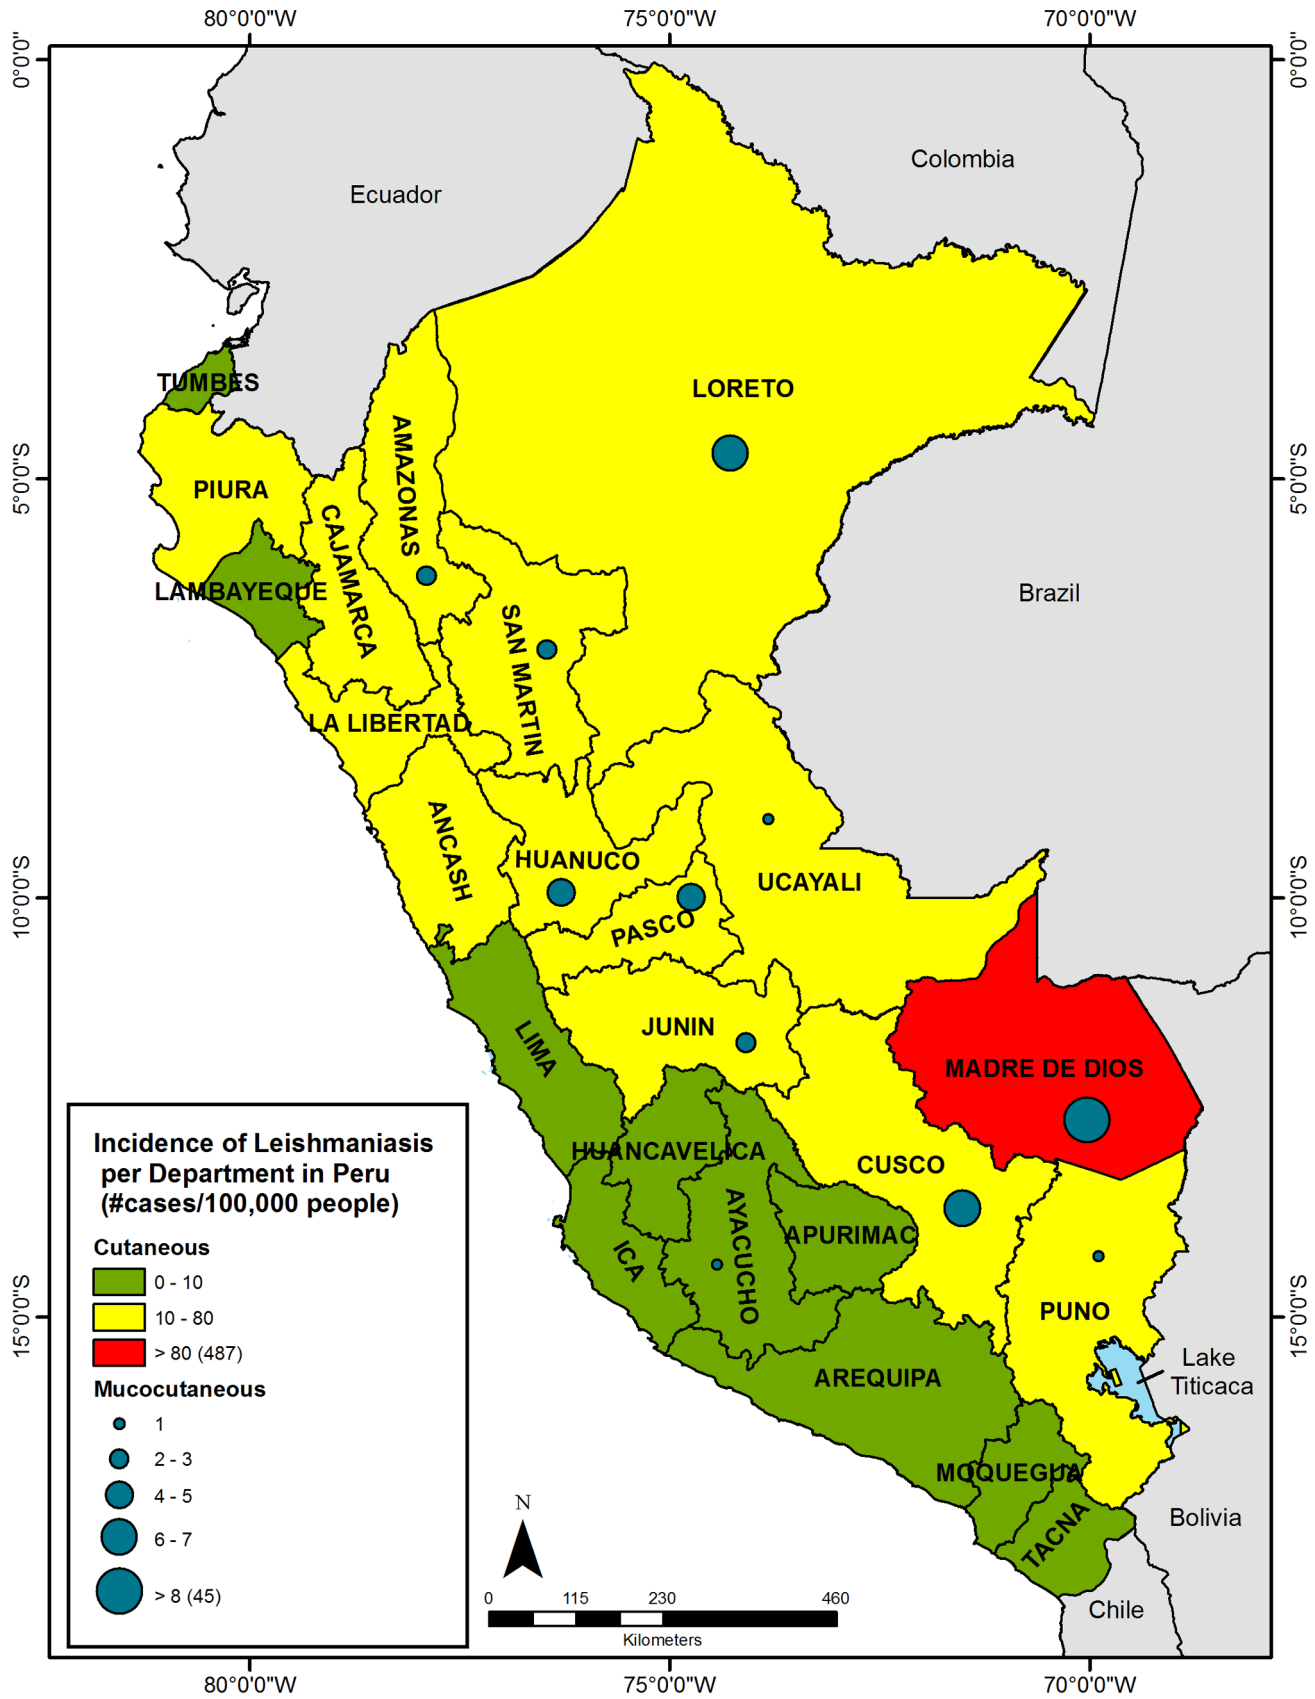 80°0'0"W
75°0'0"W
70°0'0"W
0°0'0"
0°0'0"
Colombia
Ecuador
TUMBES
LORETO
AMAZONAS
5°0'0"S
5°0'0"S
PIURA
CAJAMARCA
LAMBAYEQUE
Brazil
SAN MARTIN
LA LIBERTAD
ANCASH
HUANUCO
UCAYALI
10°0'0"S
10°0'0"S
PASCO
JUNIN
LIMA
MADRE DE DIOS
HUANCAVELICA
CUSCO
AYACUCHO
APURIMAC
ICA
PUNO
15°0'0"S
15°0'0"S
Lake
Titicaca
AREQUIPA
MOQUEGUA
TACNA
Bolivia
Chile
Incidence of Leishmaniasis
per Department in Peru
(#cases/100,000 people)
Cutaneous
0 - 10
10 - 80
> 80 (487)
Mucocutaneous
1
2 - 3
4 - 5
6 - 7
> 8 (45)
N
0 115 230 460
Kilometers
80°0'0"W
75°0'0"W
70°0'0"W